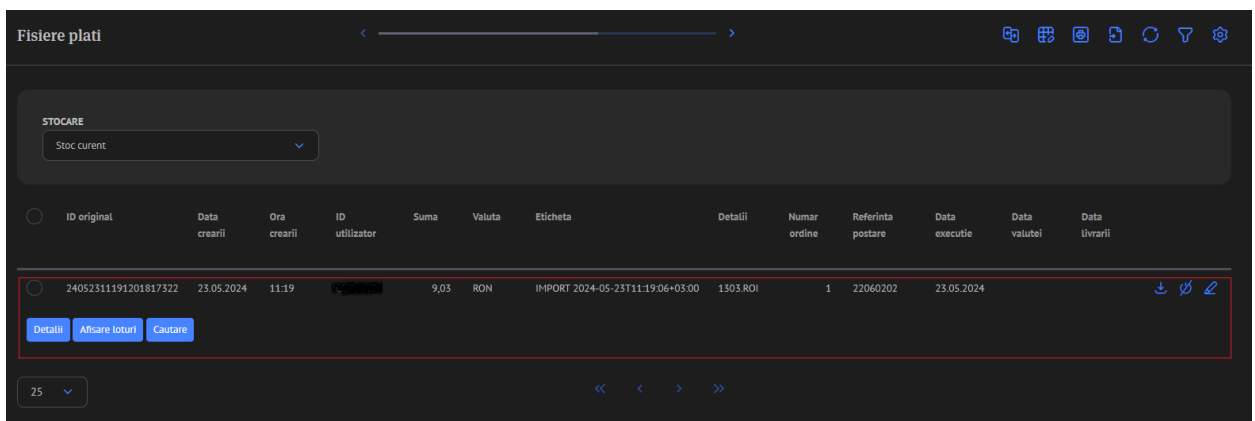 Fisiere plati
STOCARE
Stoc curent
ID original Data crearii Ora crearii ID utilizator Suma Valuta Eticheta Detalii Numar ordine Referinta postare Data executie Data valutei Data livrarii
24052311191201817322 23.05.2024 11:19 9,03 RON IMPORT 2024-05-23T11:19:06+03:00 1303.ROI 1 22060202 23.05.2024
Detalii Afisare loturi Cautare
25